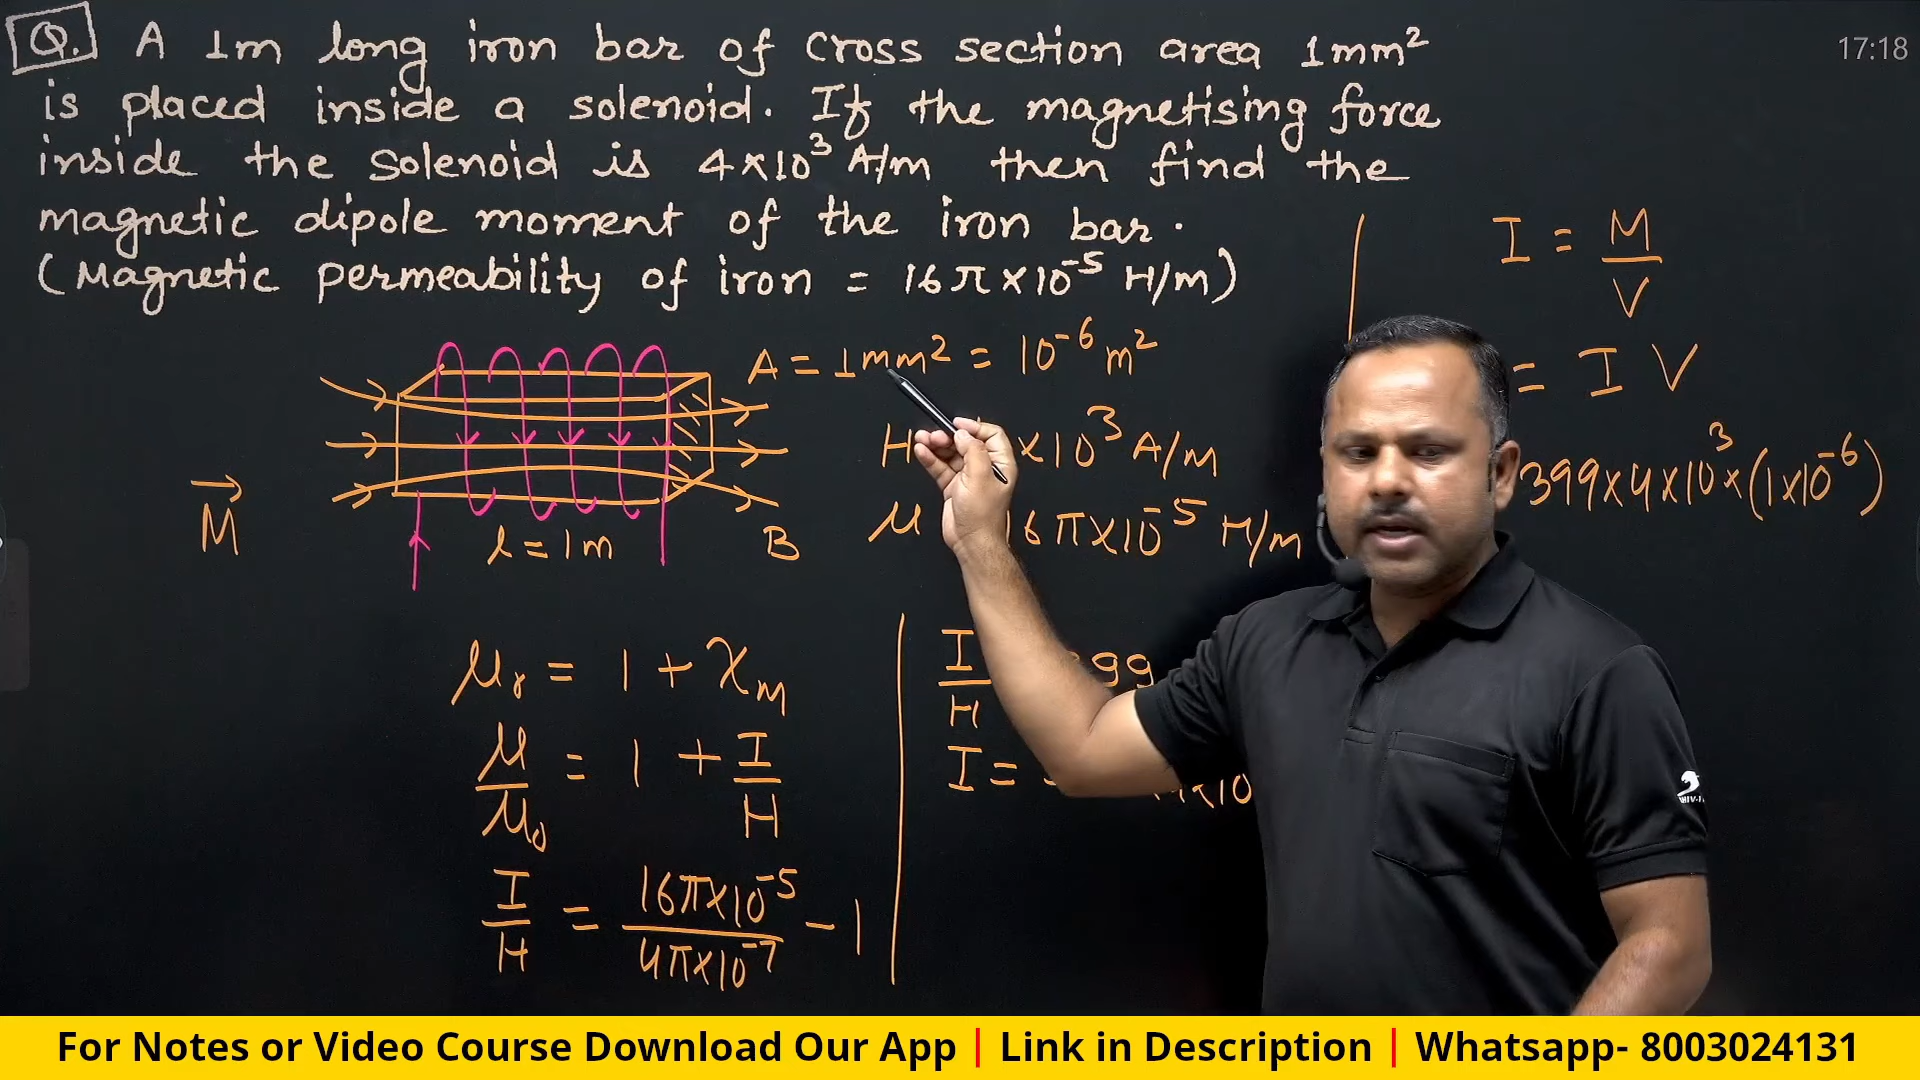 Q. A 1m long iron bar of cross section area 1mm²
is placed inside a solenoid. If the magnetising force
inside the solenoid is 4×10³ A/m then find the
magnetic dipole moment of the iron bar.
(Magnetic permeability of iron = 16π×10⁻⁵ H/m)
17:18
A = 1mm² = 10⁻⁶ m²
H ×10³ A/m
μ 16π×10⁻⁵ H/m
M⃗
l = 1m
B
μr = 1 + χm
μ/μ₀ = 1 + I/H
I/H = 16π×10⁻⁵/4π×10⁻⁷ - 1
I/H 99
I = ×10
I = M/V
= I V
399×4×10³×(1×10⁻⁶)
For Notes or Video Course Download Our App | Link in Description | Whatsapp- 8003024131